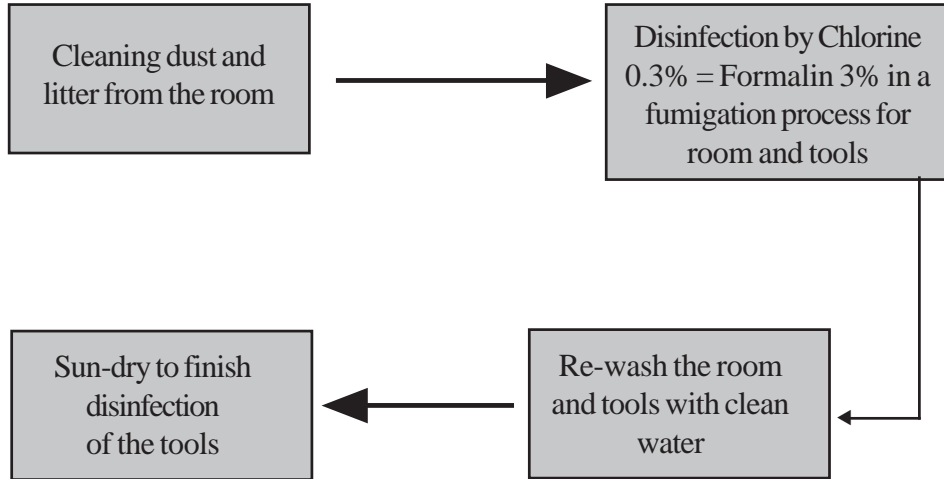 Cleaning dust and
litter from the room
Disinfection by Chlorine
0.3% = Formalin 3% in a
fumigation process for
room and tools
Re-wash the room
and tools with clean
water
Sun-dry to finish
disinfection
of the tools